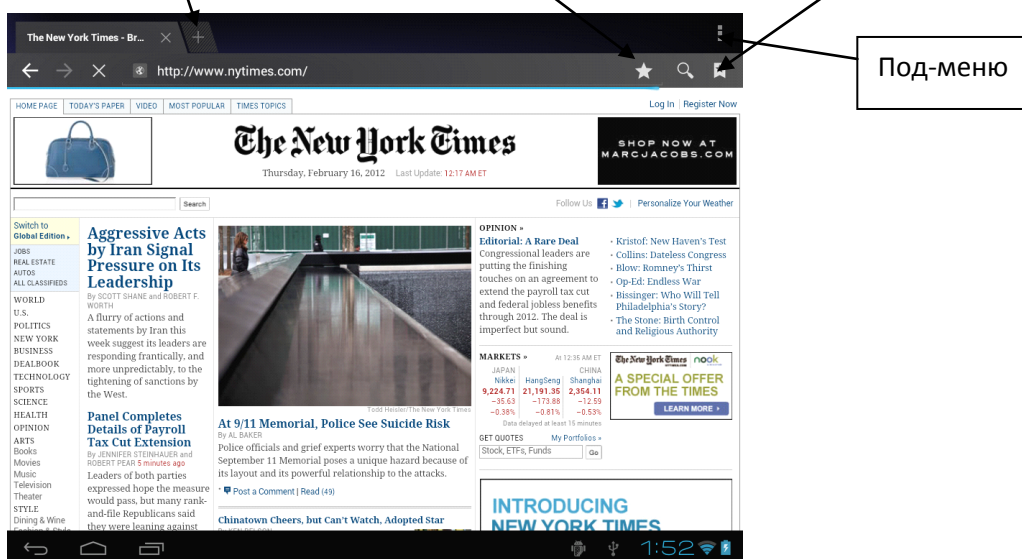 The New York Times - Br...
http://www.nytimes.com/
Под-меню
HOME PAGE TODAY'S PAPER VIDEO MOST POPULAR TIMES TOPICS
Log In Register Now
The New York Times
Thursday, February 16, 2012 Last Update: 12:17 AM ET
SHOP NOW AT
MARCJACOBS.COM
Search
Follow Us
Personalize Your Weather
Switch to
Global Edition
JOBS
REAL ESTATE
AUTOS
ALL CLASSIFIEDS
WORLD
U.S.
POLITICS
NEW YORK
BUSINESS
DEALBOOK
TECHNOLOGY
SPORTS
SCIENCE
HEALTH
OPINION
ARTS
Books
Movies
Music
Television
Theater
STYLE
Dining & Wine
Fashion & Style
Aggressive Acts
by Iran Signal
Pressure on Its
Leadership
By SCOTT SHANE and ROBERT F.
WORTH
A flurry of actions and
statements by Iran this
week suggest its leaders are
responding frantically, and
more unpredictably, to the
tightening of sanctions by
the West.
Panel Completes
Details of Payroll
Tax Cut Extension
By JENNIFER STEINHAUER and
ROBERT PEAR 5 minutes ago
Leaders of both parties
expressed hope the measure
would pass, but many rank-
and-file Republicans said
they were leaning against
Todd Heisler/The New York Times
At 9/11 Memorial, Police See Suicide Risk
By AL BAKER
Police officials and grief experts worry that the National
September 11 Memorial poses a unique hazard because of
its layout and its powerful relationship to the attacks.
Post a Comment | Read (49)
Chinatown Cheers, but Can't Watch, Adopted Star
OPINION »
Editorial: A Rare Deal
Congressional leaders are
putting the finishing
touches on an agreement to
extend the payroll tax cut
and federal jobless benefits
through 2012. The deal is
imperfect but sound.
· Kristof: New Haven's Test
· Collins: Dateless Congress
· Blow: Romney's Thirst
· Op-Ed: Endless War
· Bissinger: Who Will Tell
Philadelphia's Story?
· The Stone: Birth Control
and Religious Authority
MARKETS » At 12:35 AM ET
JAPAN CHINA
Nikkei HangSeng Shanghai
9,224.71 21,191.35 2,354.11
−35.63 −173.88 −12.59
−0.38% −0.81% −0.53%
Data delayed at least 15 minutes
GET QUOTES My Portfolios »
Stock, ETFs, Funds Go
The New York Times nook
A SPECIAL OFFER
FROM THE TIMES
LEARN MORE
INTRODUCING
NEW YORK TIMES
1:52